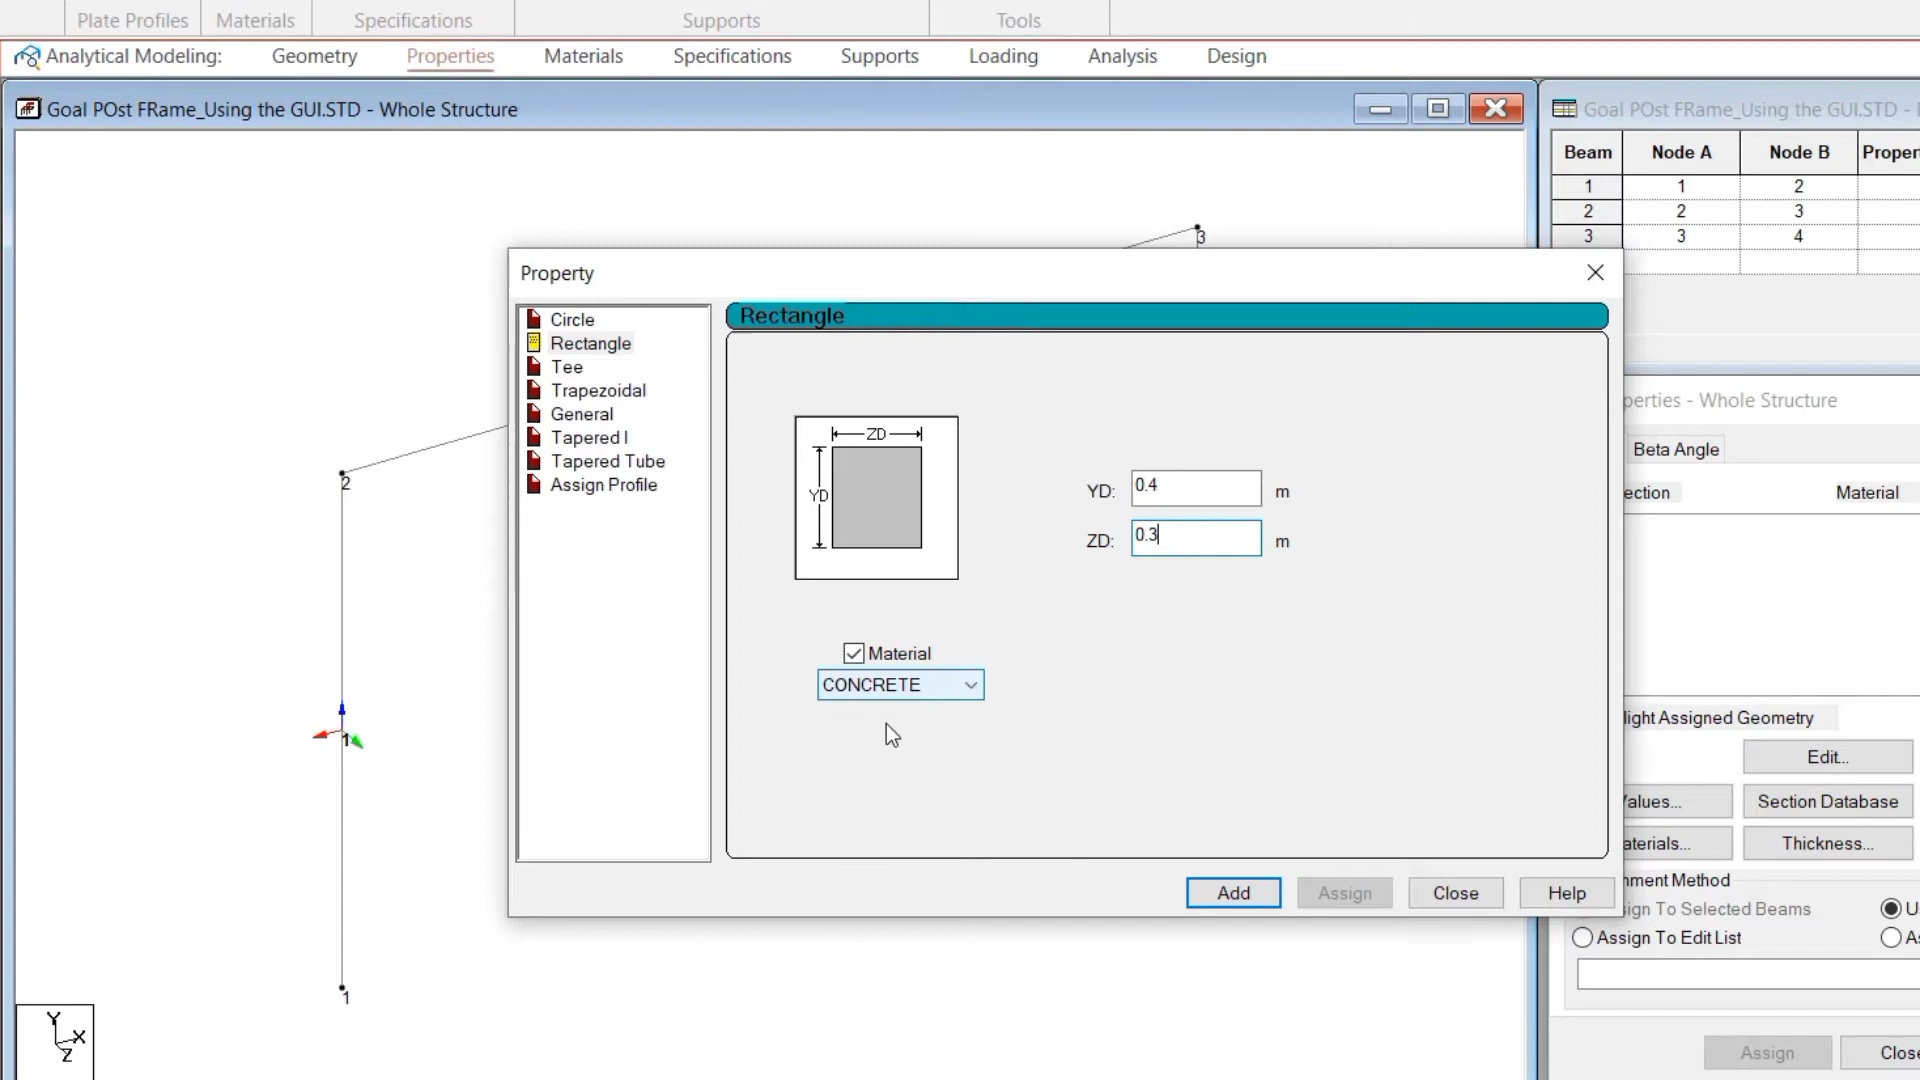 Plate Profiles Materials Specifications Supports Tools
Analytical Modeling: Geometry Properties Materials Specifications Supports Loading Analysis Design
Goal POst FRame_Using the GUI.STD - Whole Structure
Goal POst FRame_Using the GUI.STD -
Beam Node A Node B
1 1 2
2 2 3
3 3 4
3
2
1
1
Y
X
Z
Property
Circle
Rectangle
Tee
Trapezoidal
General
Tapered I
Tapered Tube
Assign Profile
Rectangle
ZD
YD
YD: 0.4 m
ZD: 0.3 m
Material
CONCRETE
Add Assign Close Help
perties - Whole Structure
Beta Angle
ection Material
light Assigned Geometry
Edit...
Values... Section Database
aterials... Thickness...
nment Method
ign To Selected Beams
Assign To Edit List
Assign Close